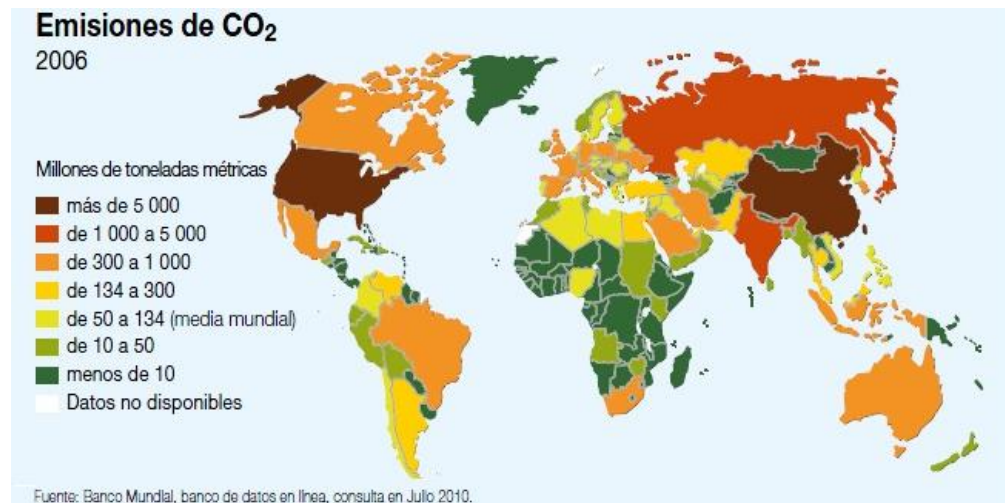 Emisiones de CO₂
2006
Millones de toneladas métricas
más de 5 000
de 1 000 a 5 000
de 300 a 1 000
de 134 a 300
de 50 a 134 (media mundial)
de 10 a 50
menos de 10
Datos no disponibles
Fuente: Banco Mundial, banco de datos en línea, consulta en Julio 2010.